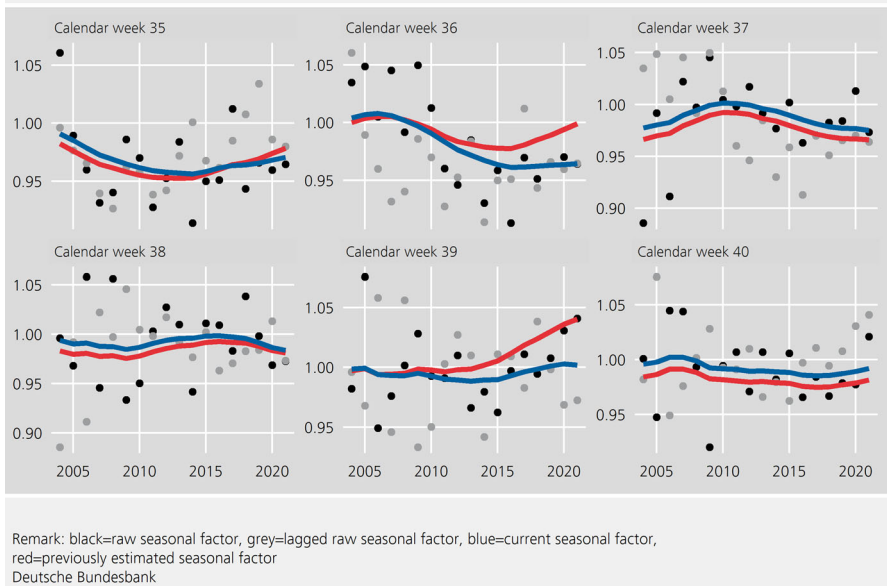 Calendar week 35
Calendar week 36
Calendar week 37
1.05
1.00
0.95
1.05
1.00
0.95
1.05
1.00
0.95
0.90
Calendar week 38
Calendar week 39
Calendar week 40
1.05
1.00
0.95
0.90
1.05
1.00
0.95
1.05
1.00
0.95
2005 2010 2015 2020
2005 2010 2015 2020
2005 2010 2015 2020
Remark: black=raw seasonal factor, grey=lagged raw seasonal factor, blue=current seasonal factor,
red=previously estimated seasonal factor
Deutsche Bundesbank